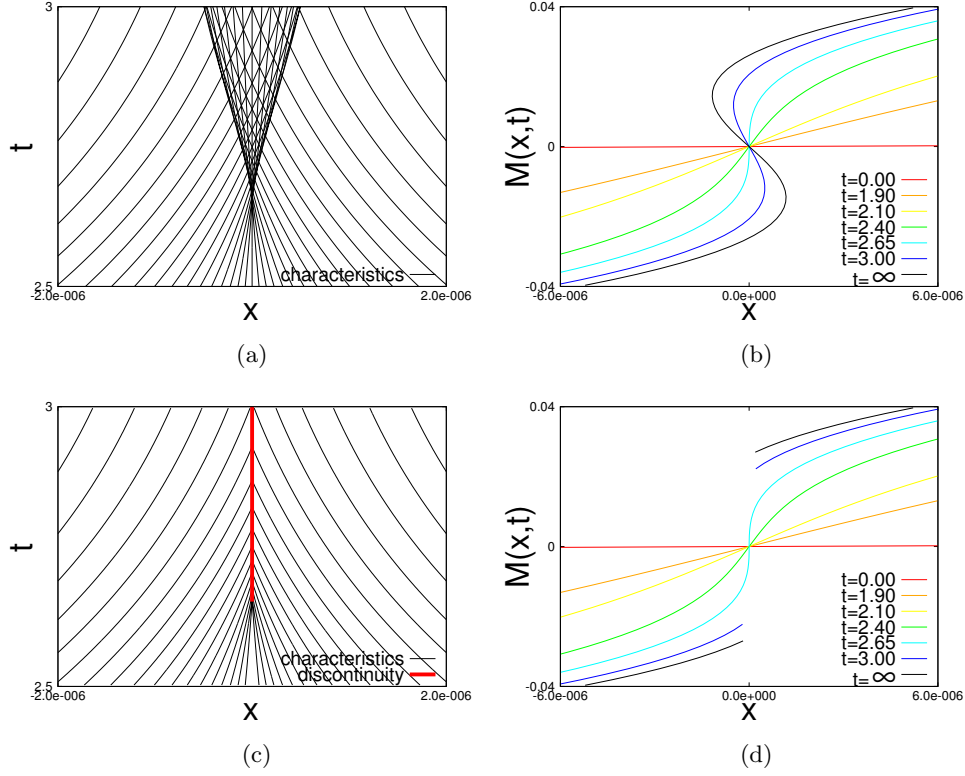 3
t
2.5
-2.0e-006
2.0e-006
x
characteristics
(a)
0.04
M(x,t)
0
-0.04
-6.0e-006
0.0e+000
6.0e-006
x
t=0.00
t=1.90
t=2.10
t=2.40
t=2.65
t=3.00
t=∞
(b)
3
t
2.5
-2.0e-006
2.0e-006
x
characteristics
discontinuity
(c)
0.04
M(x,t)
0
-0.04
-6.0e-006
0.0e+000
6.0e-006
x
t=0.00
t=1.90
t=2.10
t=2.40
t=2.65
t=3.00
t=∞
(d)